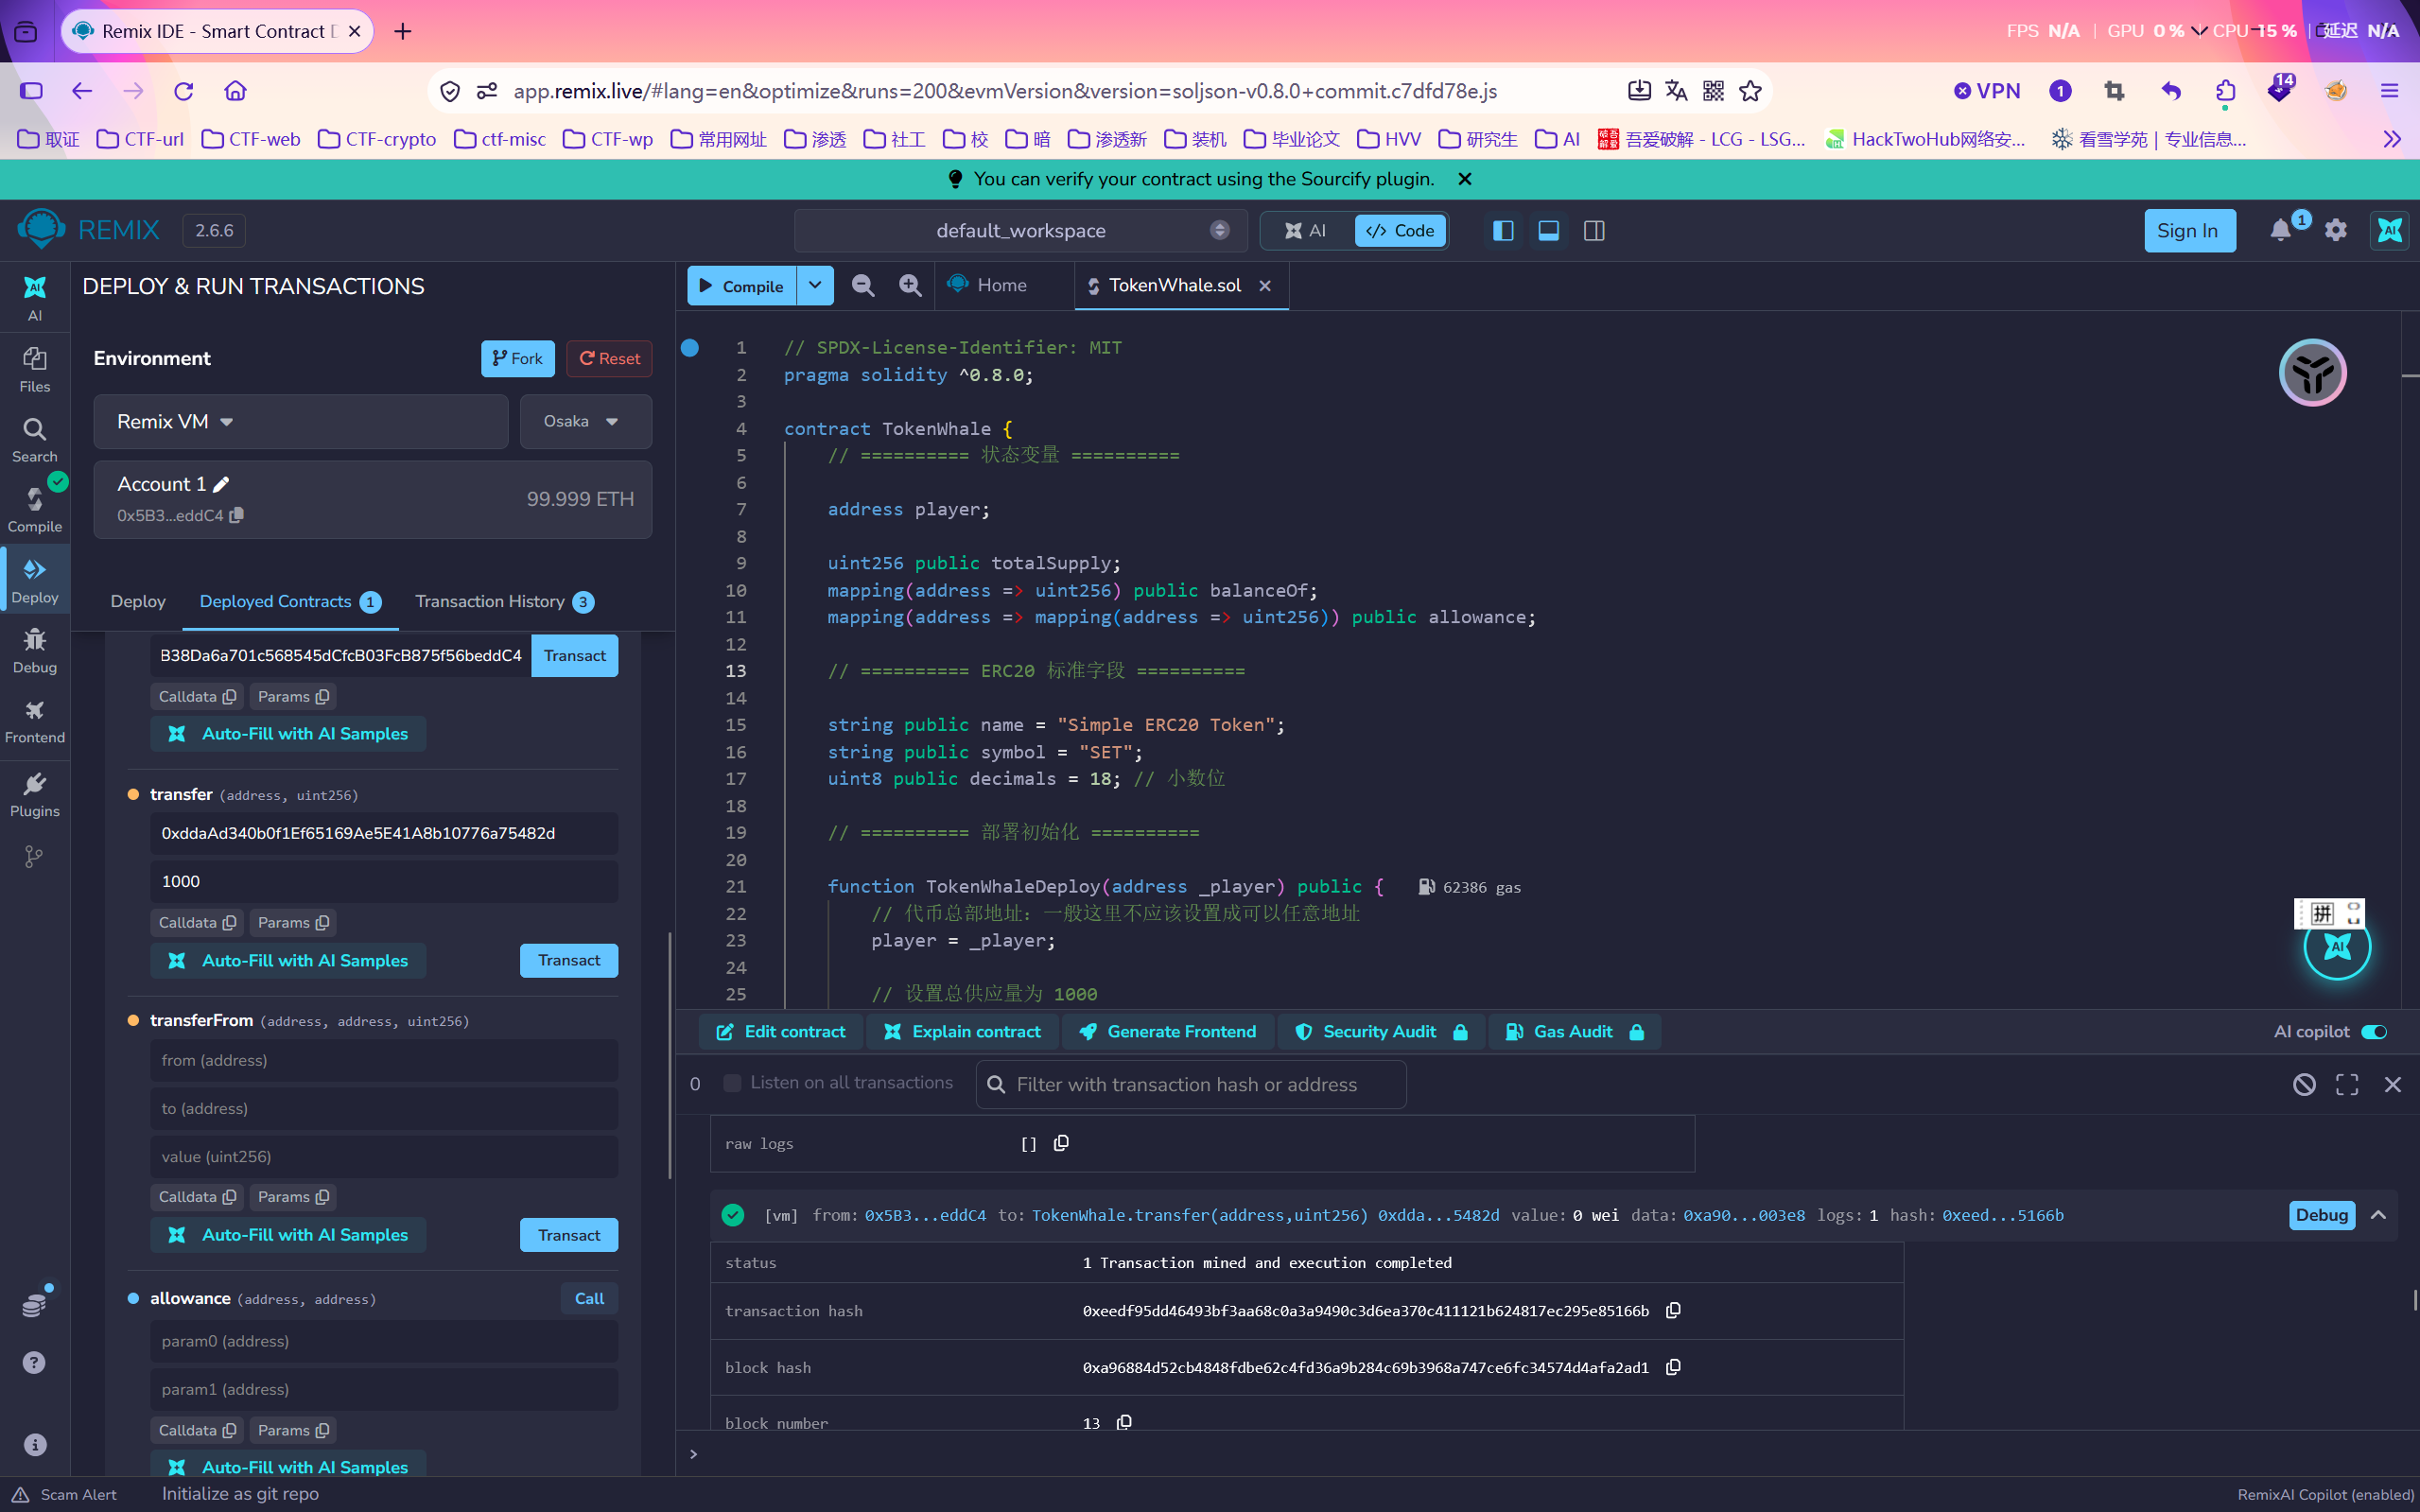 Remix IDE - Smart Contract D
FPS N/A | GPU 0 % CPU 15 % | 延迟 N/A
app.remix.live/#lang=en&optimize&runs=200&evmVersion&version=soljson-v0.8.0+commit.c7dfd78e.js
VPN
1
14
取证 CTF-url CTF-web CTF-crypto ctf-misc CTF-wp 常用网址 渗透 社工 校 暗 渗透新 装机 毕业论文 HVV 研究生 AI 吾爱破解 - LCG - LSG... HackTwoHub网络安... 看雪学苑 | 专业信息...
You can verify your contract using the Sourcify plugin.
REMIX 2.6.6
default_workspace
AI </> Code
Sign In
1
AI
AI
Files
Search
Compile
Deploy
Debug
Frontend
Plugins
DEPLOY & RUN TRANSACTIONS
Environment
Fork Reset
Remix VM
Osaka
Account 1
0x5B3...eddC4
99.999 ETH
Deploy Deployed Contracts 1 Transaction History 3
B38Da6a701c568545dCfcB03FcB875f56beddC4 Transact
Calldata Params
Auto-Fill with AI Samples
transfer (address, uint256)
0xddaAd340b0f1Ef65169Ae5E41A8b10776a75482d
1000
Calldata Params
Auto-Fill with AI Samples Transact
transferFrom (address, address, uint256)
from (address)
to (address)
value (uint256)
Calldata Params
Auto-Fill with AI Samples Transact
allowance (address, address) Call
param0 (address)
param1 (address)
Calldata Params
Auto-Fill with AI Samples
Compile Home TokenWhale.sol
1 // SPDX-License-Identifier: MIT
2 pragma solidity ^0.8.0;
3
4 contract TokenWhale {
5 // ========== 状态变量 ==========
6
7 address player;
8
9 uint256 public totalSupply;
10 mapping(address => uint256) public balanceOf;
11 mapping(address => mapping(address => uint256)) public allowance;
12
13 // ========== ERC20 标准字段 ==========
14
15 string public name = "Simple ERC20 Token";
16 string public symbol = "SET";
17 uint8 public decimals = 18; // 小数位
18
19 // ========== 部署初始化 ==========
20
21 function TokenWhaleDeploy(address _player) public { 62386 gas
22 // 代币总部地址：一般这里不应该设置成可以任意地址
23 player = _player;
24
25 // 设置总供应量为 1000
拼
AI
Edit contract Explain contract Generate Frontend Security Audit Gas Audit
AI copilot
0 Listen on all transactions Filter with transaction hash or address
raw logs []
[vm] from: 0x5B3...eddC4 to: TokenWhale.transfer(address,uint256) 0xdda...5482d value: 0 wei data: 0xa90...003e8 logs: 1 hash: 0xeed...5166b
Debug
status 1 Transaction mined and execution completed
transaction hash 0xeedf95dd46493bf3aa68c0a3a9490c3d6ea370c411121b624817ec295e85166b
block hash 0xa96884d52cb4848fdbe62c4fd36a9b284c69b3968a747ce6fc34574d4afa2ad1
block number 13
>
Scam Alert Initialize as git repo
RemixAI Copilot (enabled)